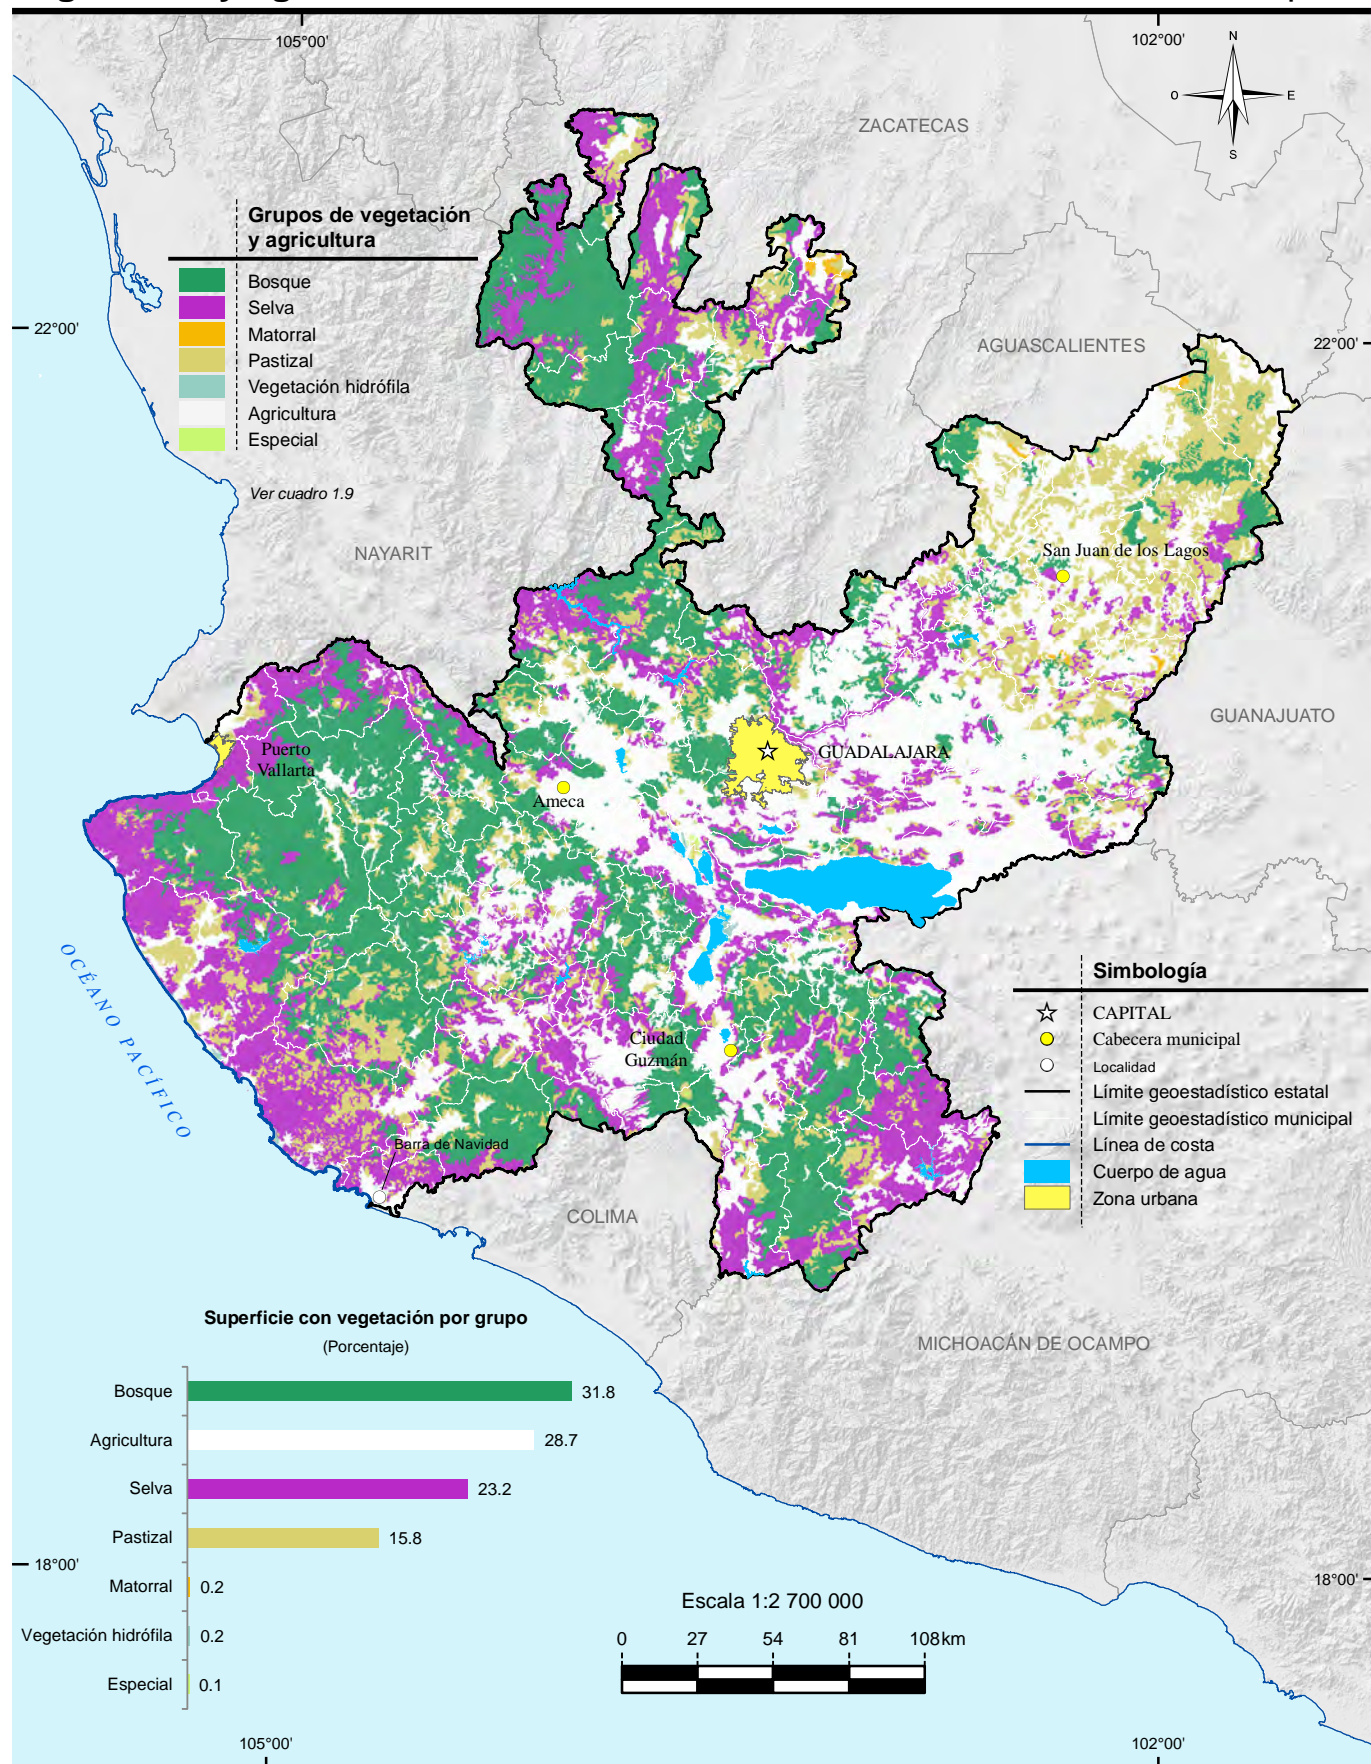 105°00'
102°00'
N
O
E
S
ZACATECAS
Grupos de vegetación
y agricultura
Bosque
Selva
Matorral
Pastizal
Vegetación hidrófila
Agricultura
Especial
Ver cuadro 1.9
22°00'
22°00'
AGUASCALIENTES
NAYARIT
San Juan de los Lagos
GUANAJUATO
Puerto
Vallarta
GUADALAJARA
Ameca
OCÉANO PACÍFICO
Ciudad
Guzmán
Barra de Navidad
COLIMA
MICHOACÁN DE OCAMPO
Simbología
CAPITAL
Cabecera municipal
Localidad
Límite geoestadístico estatal
Límite geoestadístico municipal
Línea de costa
Cuerpo de agua
Zona urbana
Superficie con vegetación por grupo
(Porcentaje)
Bosque 31.8
Agricultura 28.7
Selva 23.2
Pastizal 15.8
Matorral 0.2
Vegetación hidrófila 0.2
Especial 0.1
18°00'
18°00'
Escala 1:2 700 000
0 27 54 81 108 km
105°00'
102°00'